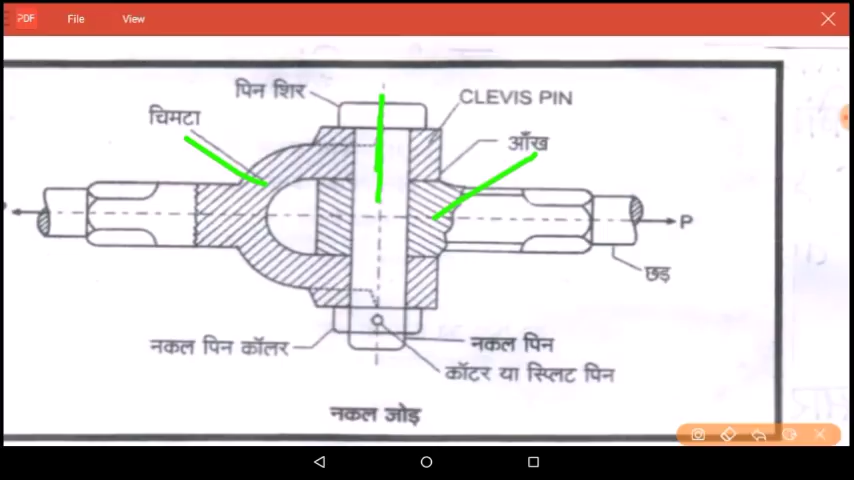 PDF File View
पिन शिर
CLEVIS PIN
चिमटा
आँख
P
छड़
नकल पिन कॉलर
नकल पिन
कॉटर या स्प्लिट पिन
नकल जोड़